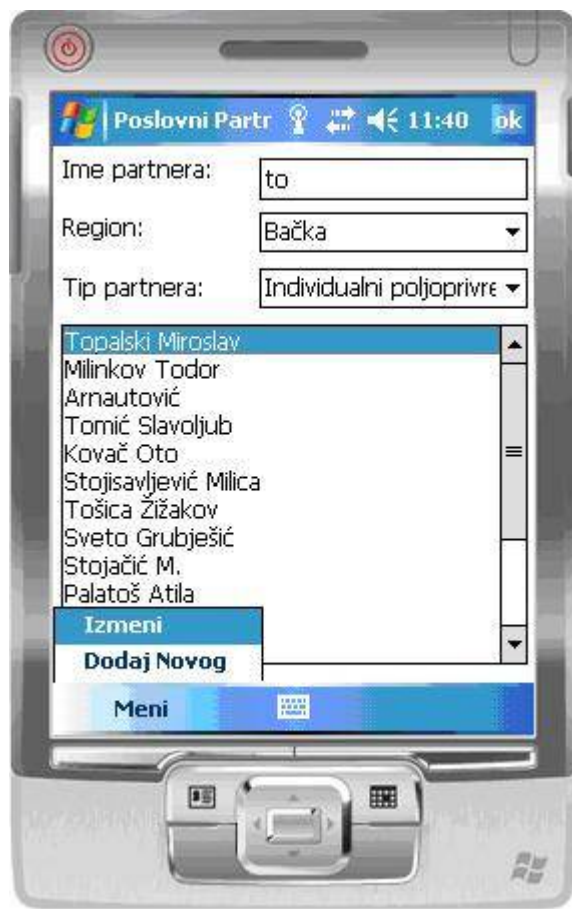 Poslovni Partr 11:40 ok
Ime partnera: to
Region: Bačka
Tip partnera: Individualni poljoprivre
Topalski Miroslav
Milinkov Todor
Arnautović
Tomić Slavoljub
Kovač Oto
Stojisavljević Milica
Tošica Žižakov
Sveto Grubješić
Stojačić M.
Palatoš Atila
Izmeni
Dodaj Novog
Meni